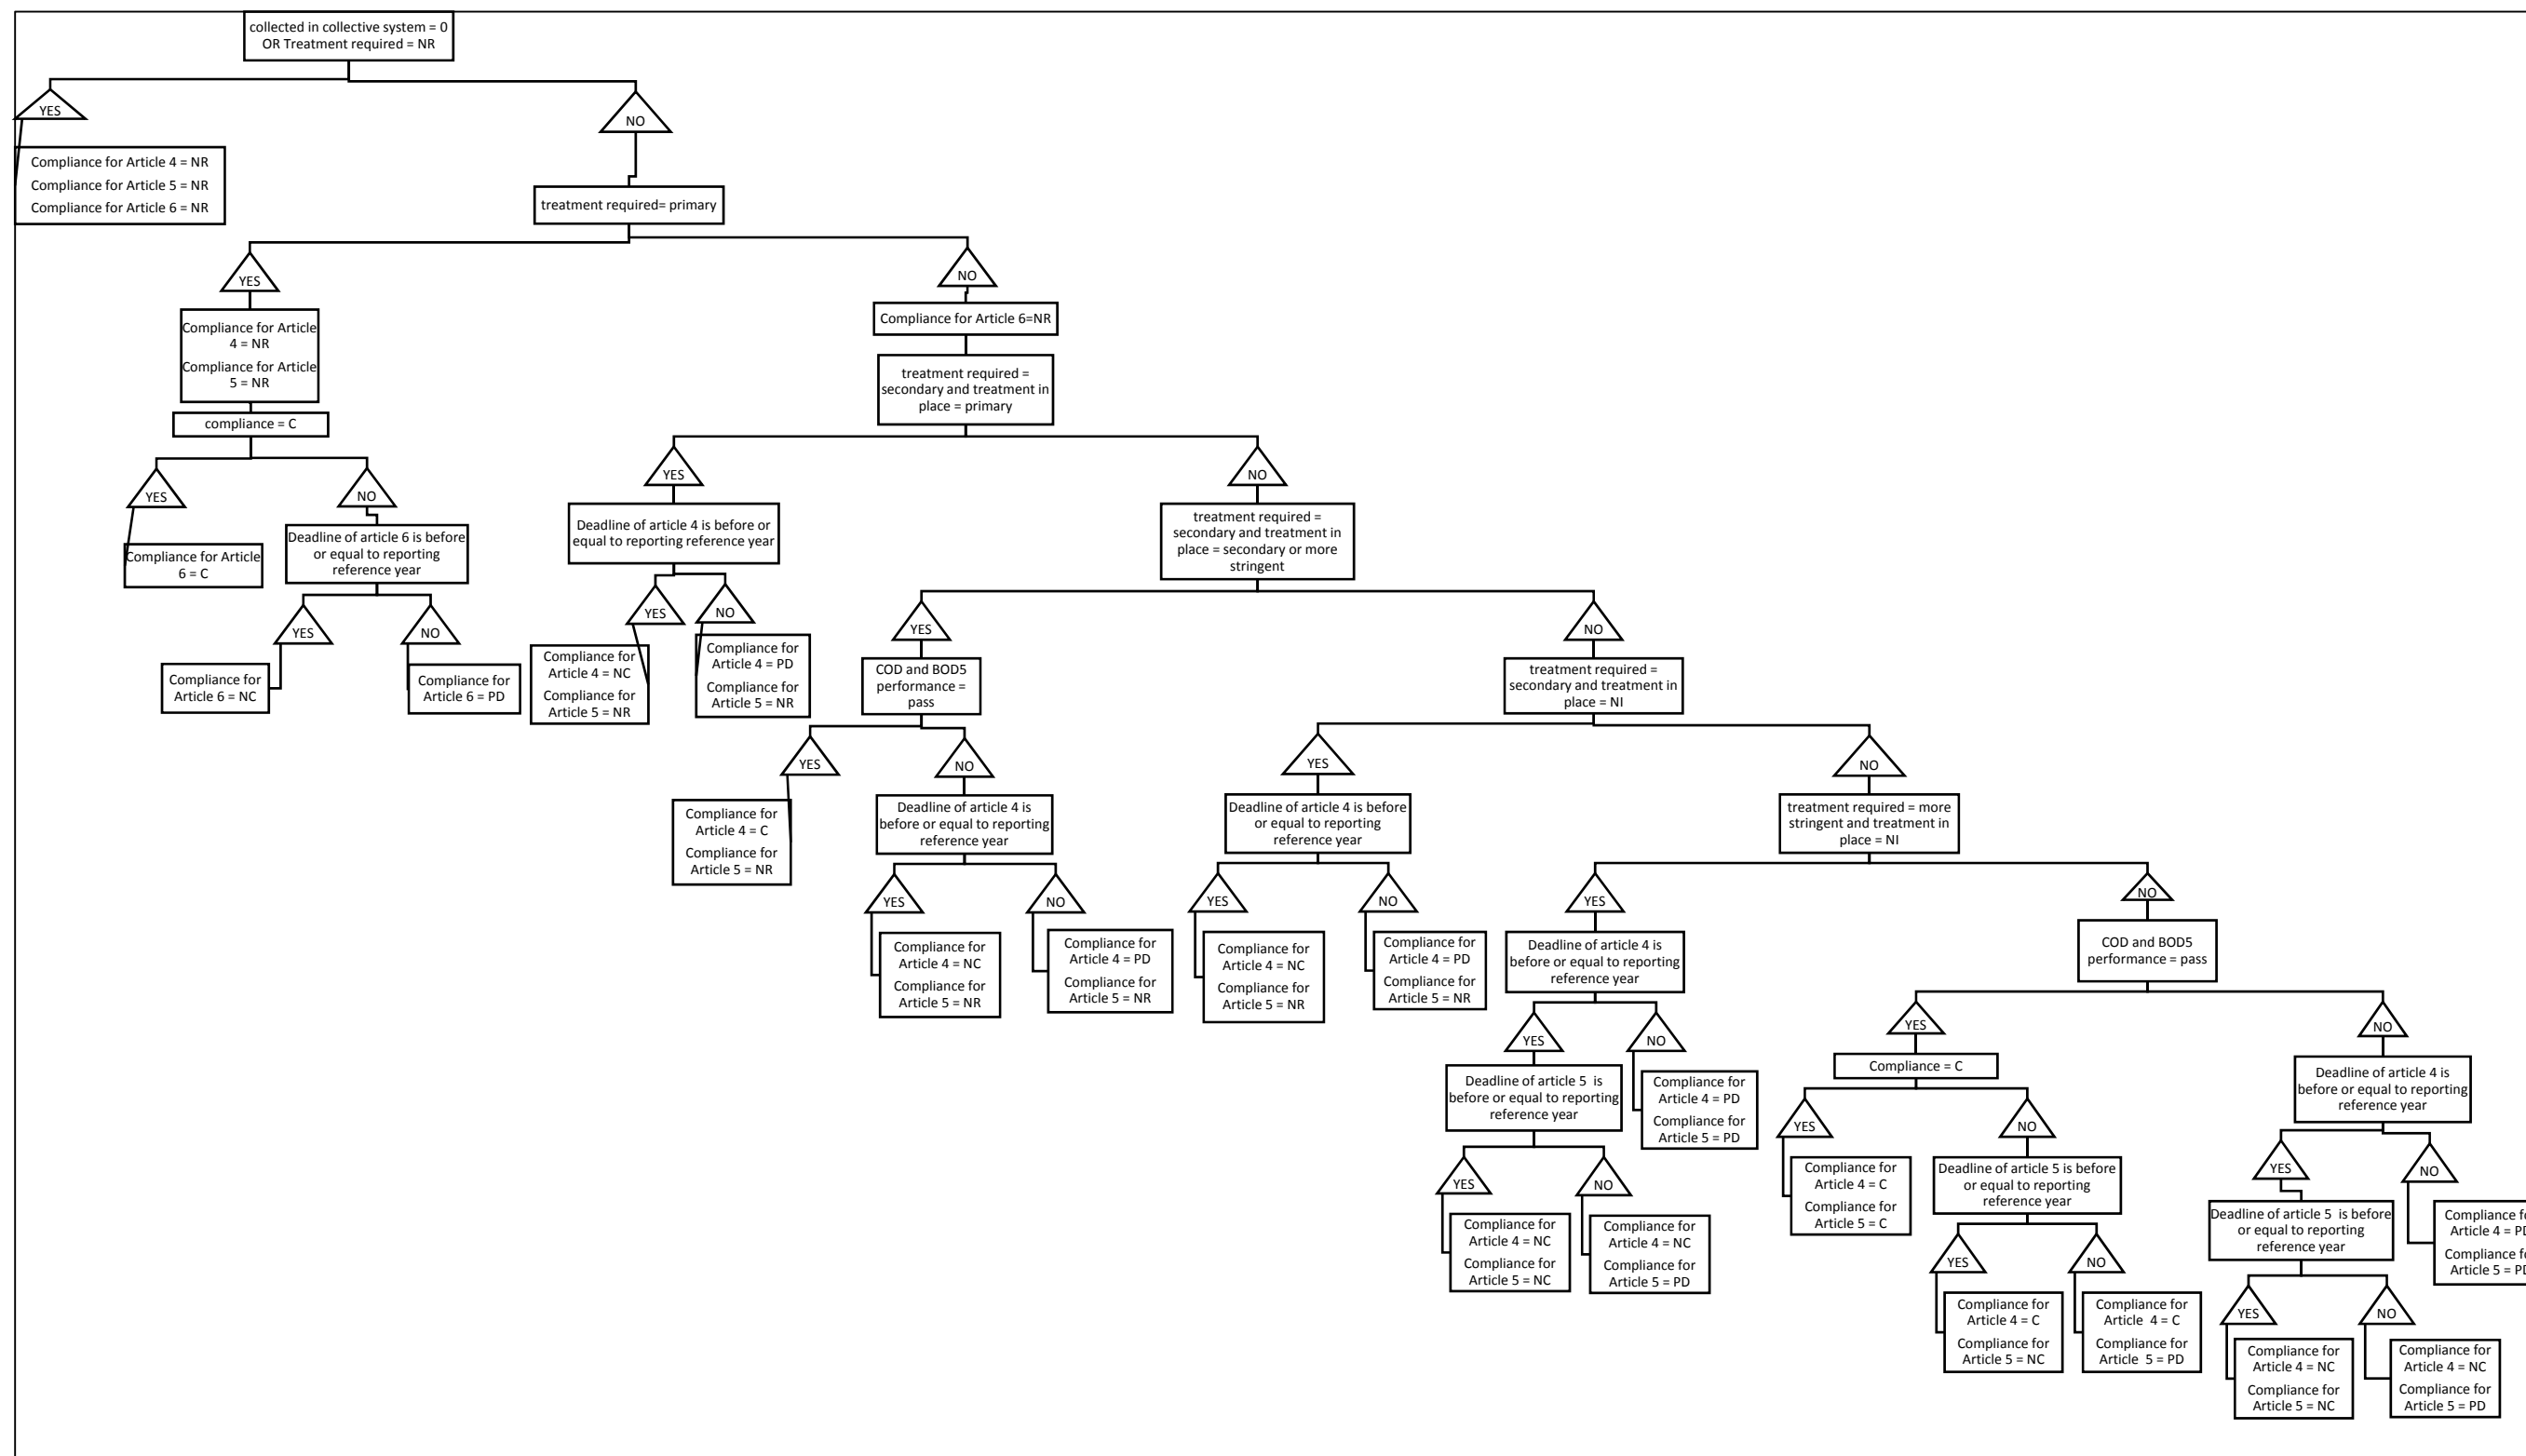 collected in collective system = 0
OR Treatment required = NR
YES
NO
Compliance for Article 4 = NR
Compliance for Article 5 = NR
Compliance for Article 6 = NR
treatment required= primary
YES
NO
Compliance for Article
4 = NR
Compliance for Article
5 = NR
Compliance for Article 6=NR
treatment required =
secondary and treatment in
place = primary
compliance = C
YES
NO
YES
NO
Compliance for Article
6 = C
Deadline of article 6 is before
or equal to reporting
reference year
Deadline of article 4 is before or
equal to reporting reference year
treatment required =
secondary and treatment in
place = secondary or more
stringent
YES
NO
YES
NO
YES
NO
Compliance for
Article 6 = NC
Compliance for
Article 6 = PD
Compliance for
Article 4 = NC
Compliance for
Article 5 = NR
Compliance for
Article 4 = PD
Compliance for
Article 5 = NR
COD and BOD5
performance =
pass
treatment required =
secondary and treatment in
place = NI
YES
NO
YES
NO
Compliance for
Article 4 = C
Compliance for
Article 5 = NR
Deadline of article 4 is
before or equal to reporting
reference year
Deadline of article 4 is before
or equal to reporting
reference year
treatment required = more
stringent and treatment in
place = NI
YES
NO
YES
NO
YES
NO
Compliance for
Article 4 = NC
Compliance for
Article 5 = NR
Compliance for
Article 4 = PD
Compliance for
Article 5 = NR
Compliance for
Article 4 = NC
Compliance for
Article 5 = NR
Compliance for
Article 4 = PD
Compliance for
Article 5 = NR
Deadline of article 4 is
before or equal to reporting
reference year
COD and BOD5
performance = pass
YES
NO
YES
NO
Deadline of article 5 is
before or equal to reporting
reference year
Compliance for
Article 4 = PD
Compliance for
Article 5 = PD
Compliance = C
Deadline of article 4 is
before or equal to reporting
reference year
YES
NO
YES
NO
YES
NO
Compliance for
Article 4 = NC
Compliance for
Article 5 = NC
Compliance for
Article 4 = NC
Compliance for
Article 5 = PD
Compliance for
Article 4 = C
Compliance for
Article 5 = C
Deadline of article 5 is before
or equal to reporting
reference year
Deadline of article 5 is before
or equal to reporting
reference year
Compliance
Article 4 =
Compliance
Article 5 =
YES
NO
YES
NO
Compliance for
Article 4 = C
Compliance for
Article 5 = NC
Compliance for
Article 4 = C
Compliance for
Article 5 = PD
Compliance for
Article 4 = NC
Compliance for
Article 5 = NC
Compliance for
Article 4 = NC
Compliance for
Article 5 = PD